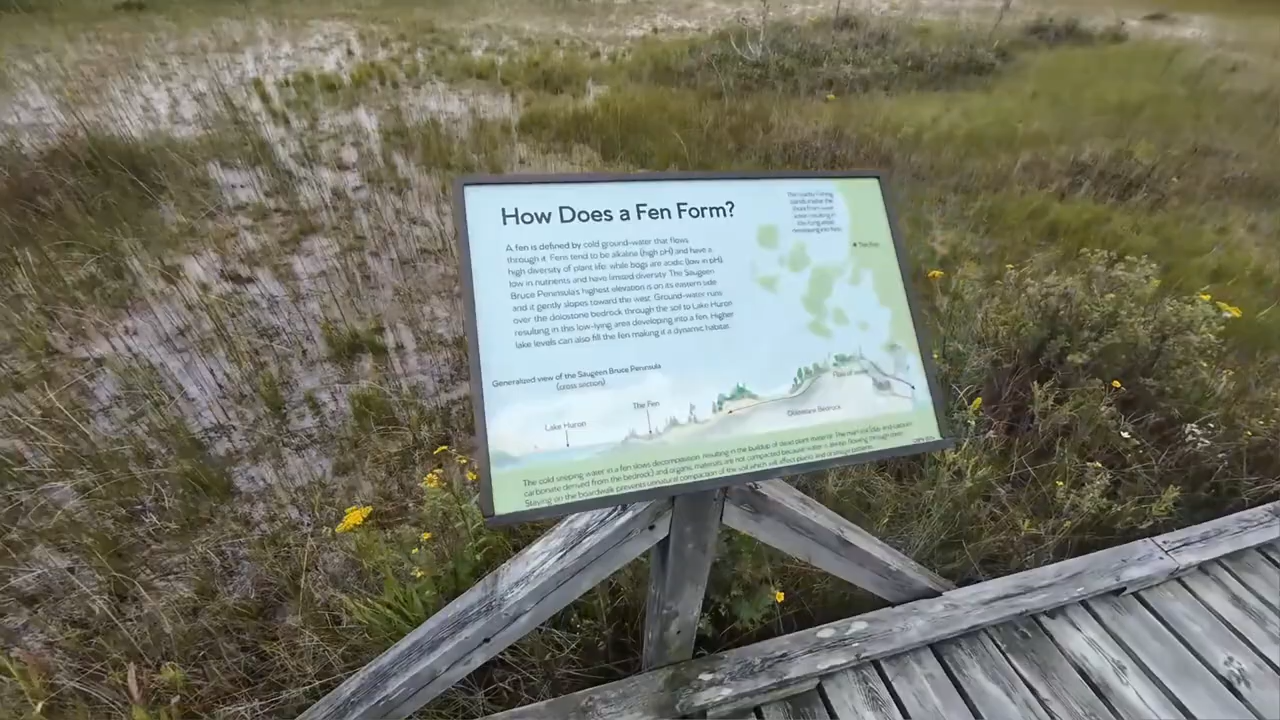 How Does a Fen Form?
A fen is defined by cold ground-water that flows
through it. Fens tend to be alkaline (high pH) and have a
high diversity of plant life, while bogs are acidic (low in pH),
low in nutrients and have limited diversity. The Saugeen
Bruce Peninsula's highest elevation is on its eastern side
and it gently slopes toward the west. Ground-water runs
over the dolostone bedrock through the soil to Lake Huron
resulting in this low-lying area developing into a fen. Higher
lake levels can also fill the fen making it a dynamic habitat.
The Fen
Generalized view of the Saugeen Bruce Peninsula
(cross section)
Lake Huron
The Fen
Dolostone Bedrock
The cold seeping water in a fen slows decomposition, resulting in the buildup of dead plant material. The marl soil (clay and calcium
carbonate derived from the bedrock) and organic materials are not compacted because water is always flowing through them.
Staying on the boardwalk prevents unnatural compaction of the soil which will affect plants and drainage patterns.